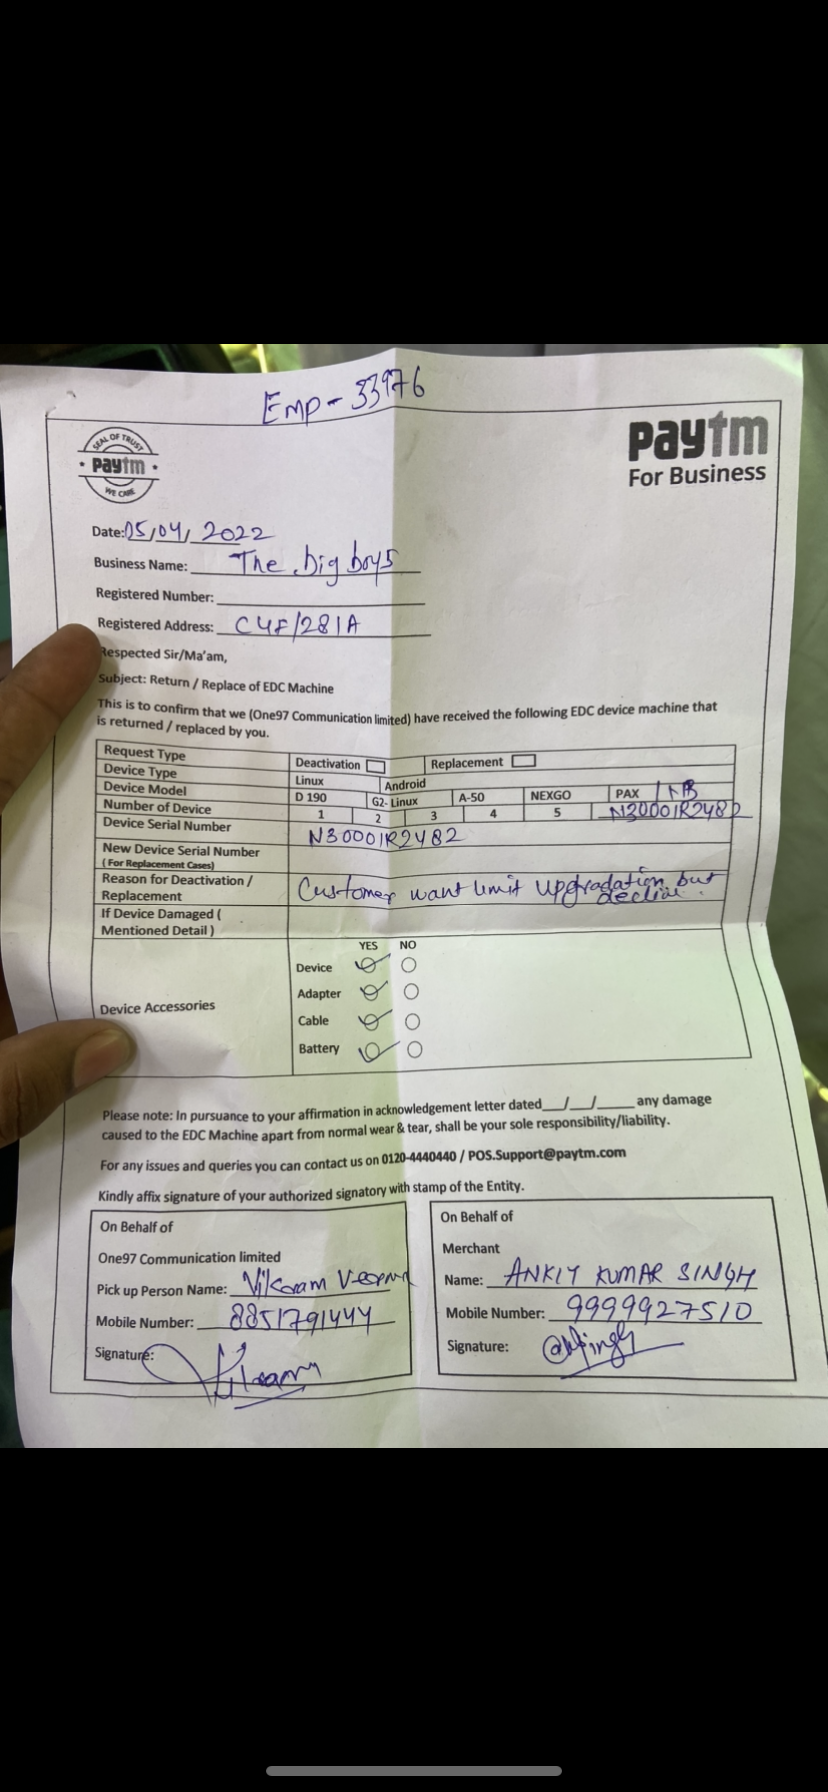 Emp - 33976
SEAL OF TRUST
paytm
WE CARE
paytm
For Business
Date: 05/04/2022
Business Name: The big boys
Registered Number:
Registered Address: C4F/281A
Respected Sir/Ma'am,
Subject: Return / Replace of EDC Machine
This is to confirm that we (One97 Communication limited) have received the following EDC device machine that
is returned / replaced by you.
Request Type Deactivation Replacement
Device Type Linux Android
Device Model D 190 G2- Linux A-50 NEXGO PAX
Number of Device 1 2 3 4 5 N30001R2482
Device Serial Number N30001R2482
New Device Serial Number
(For Replacement Cases)
Reason for Deactivation /
Replacement Customer want limit upgradation but
If Device Damaged (
Mentioned Detail )
YES NO
Device
Adapter
Device Accessories
Cable
Battery
Please note: In pursuance to your affirmation in acknowledgement letter dated__/__/____ any damage
caused to the EDC Machine apart from normal wear & tear, shall be your sole responsibility/liability.
For any issues and queries you can contact us on 0120-4440440 / POS.Support@paytm.com
Kindly affix signature of your authorized signatory with stamp of the Entity.
On Behalf of
One97 Communication limited
Pick up Person Name: Vikram
Mobile Number: 8851791444
Signature:
On Behalf of
Merchant
Name: ANKIT KUMAR SINGH
Mobile Number: 9999927510
Signature: